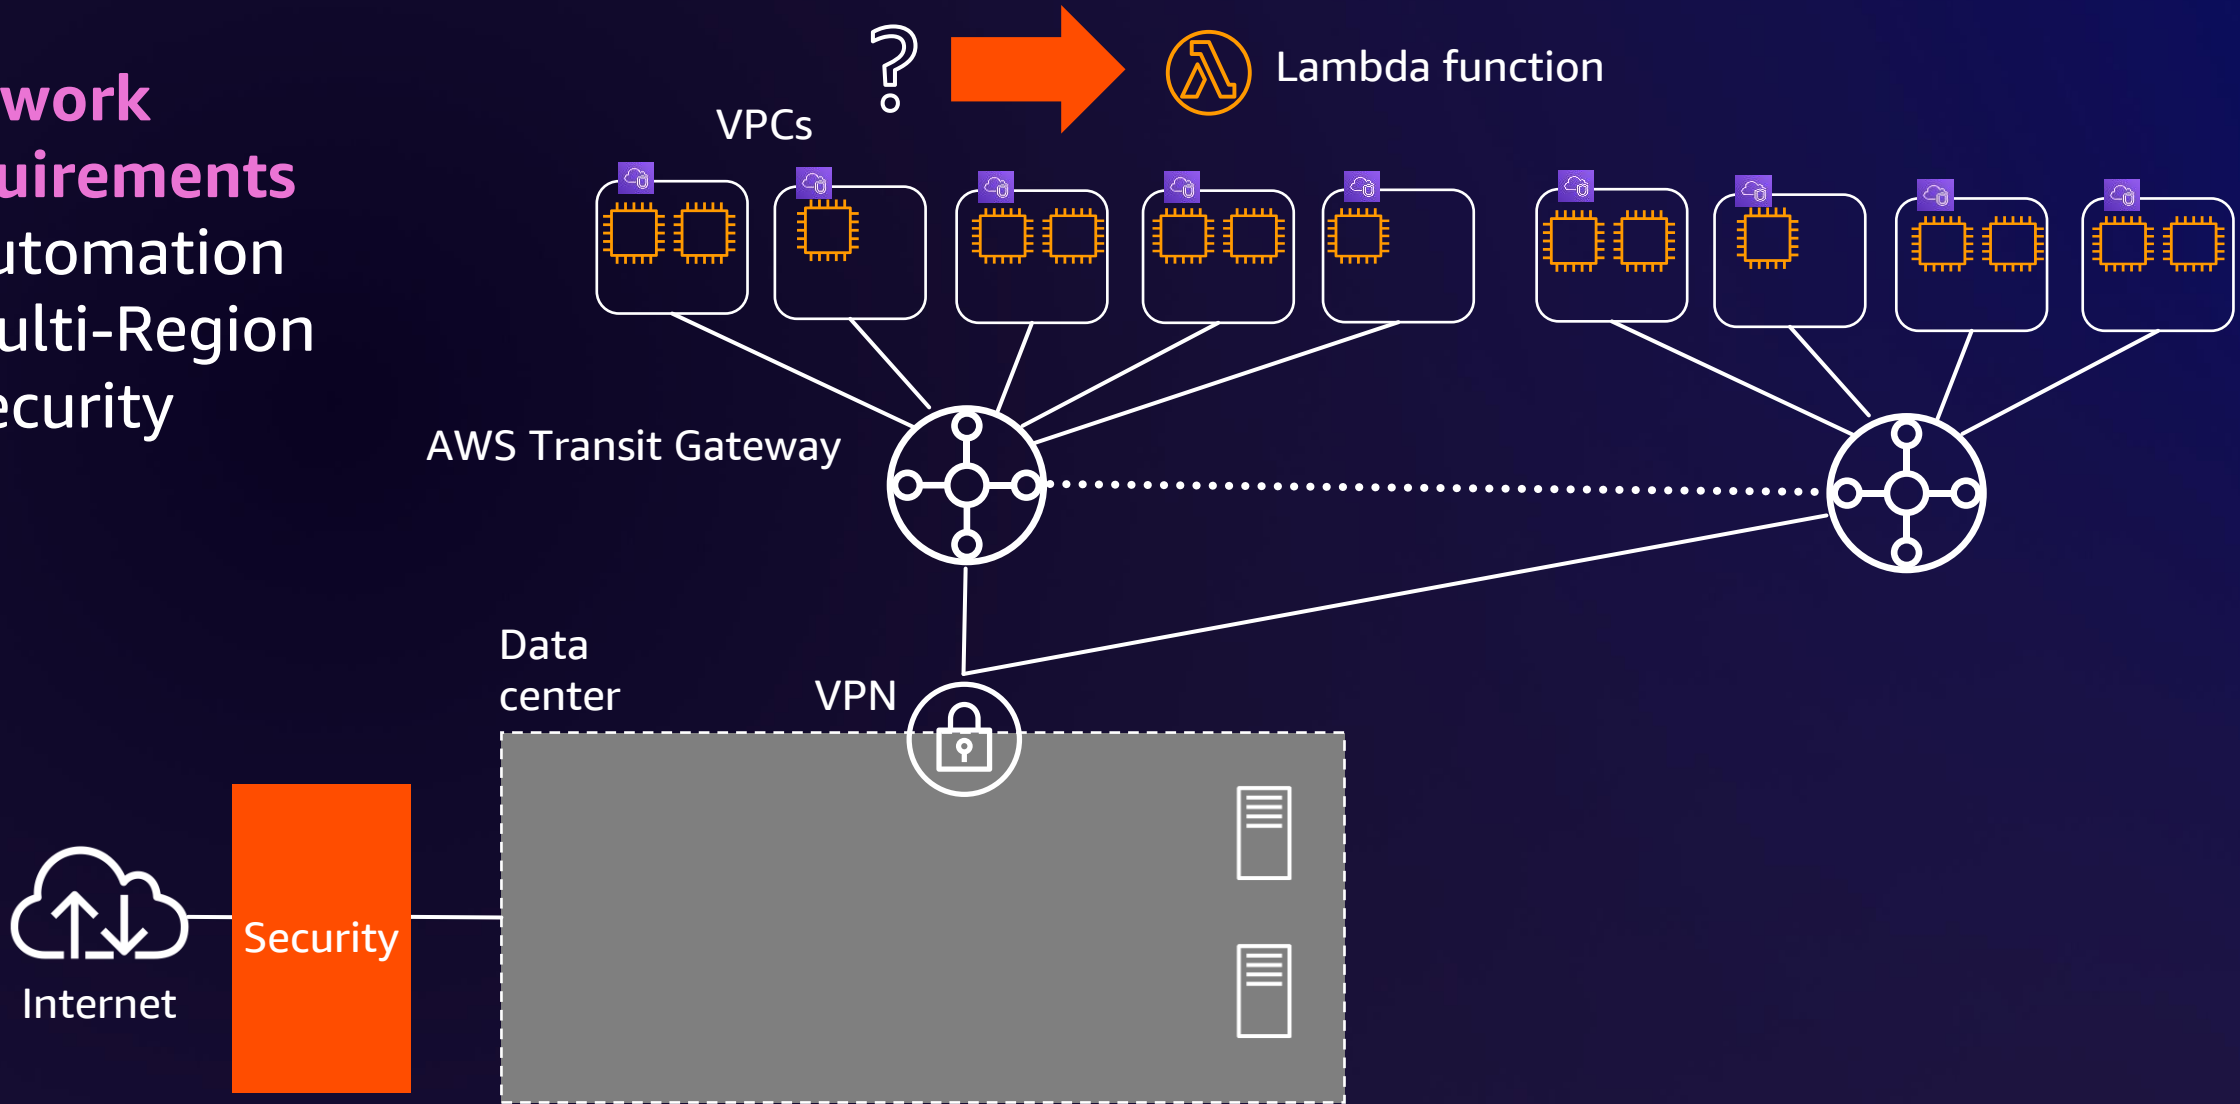 work
uirements
utomation
ulti-Region
ecurity
?
Lambda function
VPCs
AWS Transit Gateway
Data
center
VPN
Security
Internet